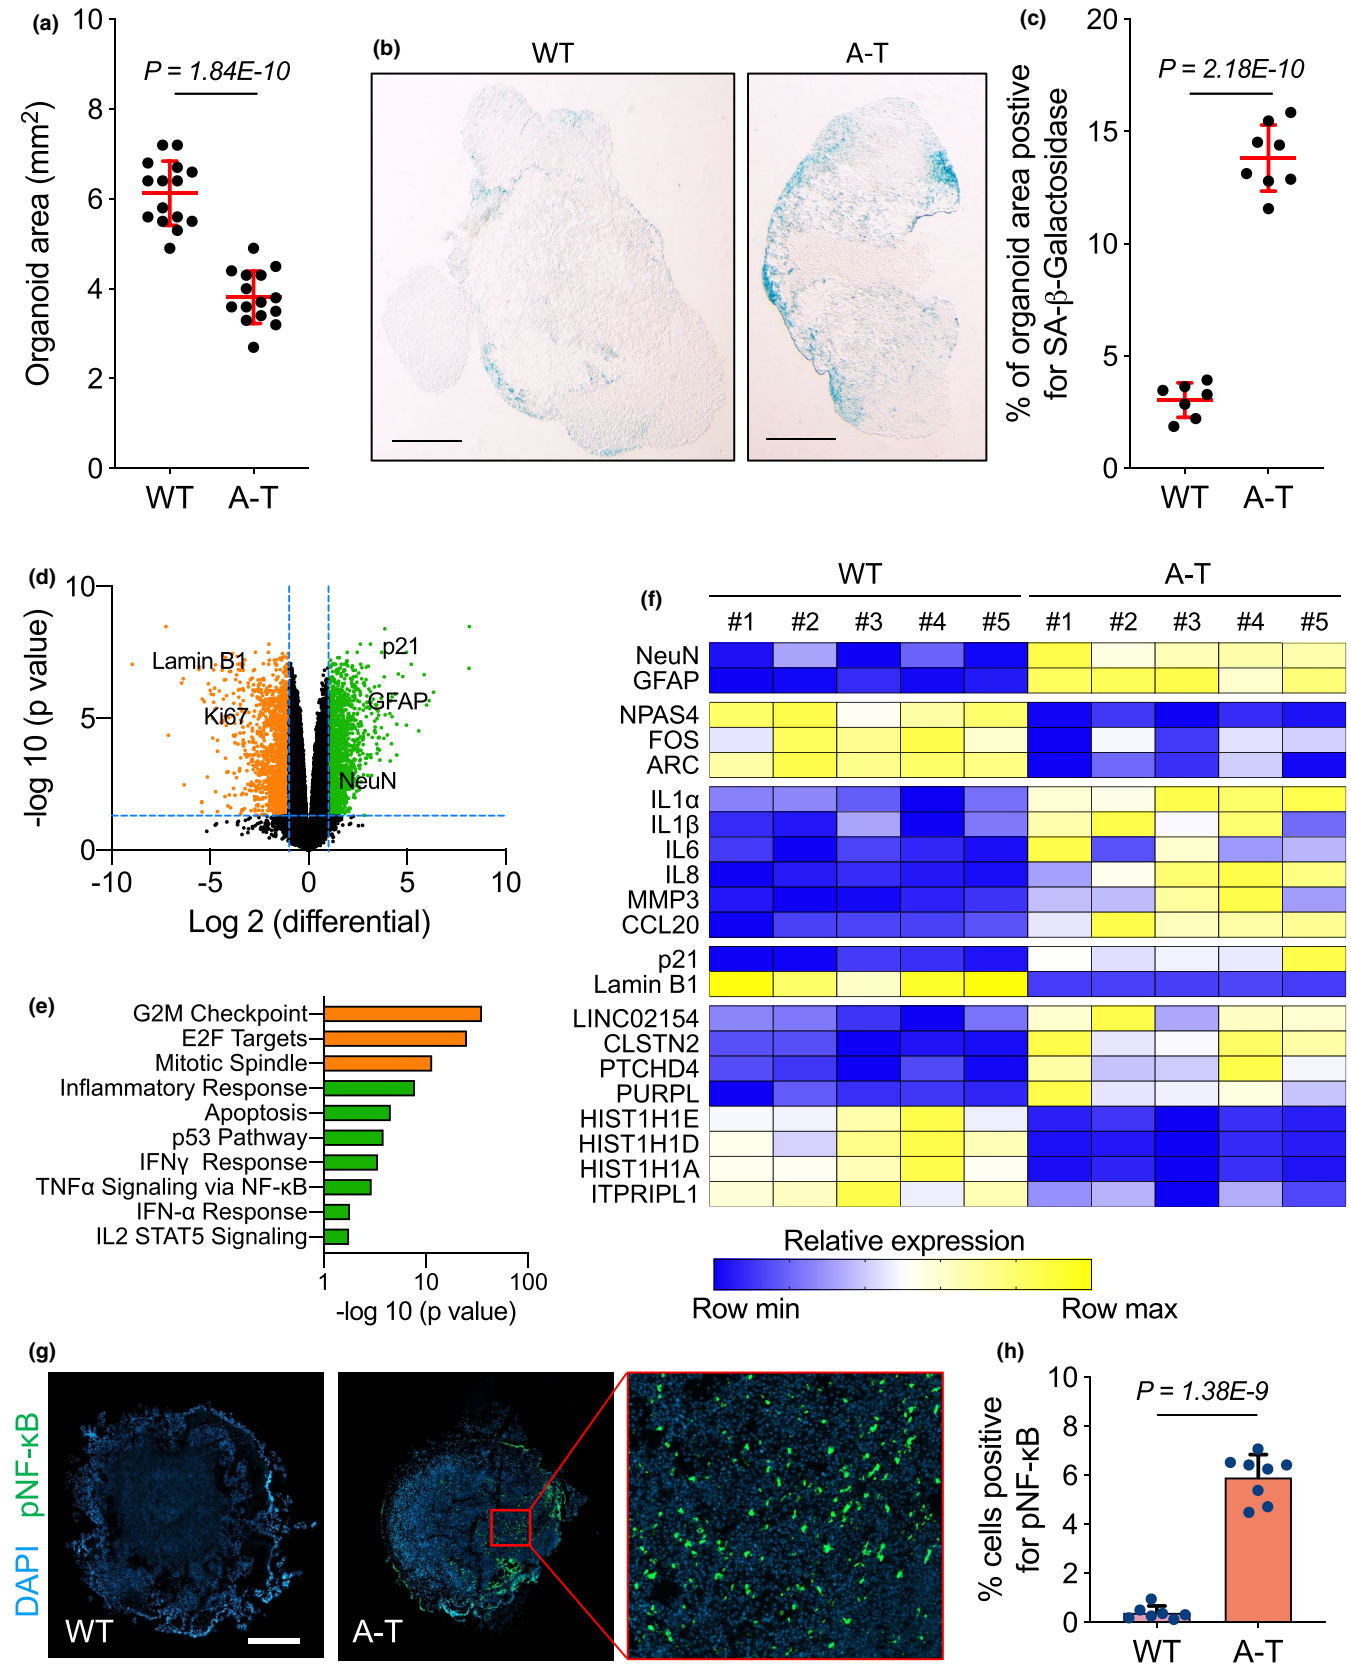 (a)
10
8
6
4
2
0
Organoid area (mm2)
P = 1.84E-10
WT
A-T
(b)
WT
A-T
(c)
20
15
10
5
0
% of organoid area postive
for SA-β-Galactosidase
P = 2.18E-10
WT
A-T
(d)
10
5
0
-log 10 (p value)
Lamin B1
p21
Ki67
GFAP
NeuN
-10
-5
0
5
10
Log 2 (differential)
(e)
G2M Checkpoint
E2F Targets
Mitotic Spindle
Inflammatory Response
Apoptosis
p53 Pathway
IFNγ Response
TNFα Signaling via NF-κB
IFN-α Response
IL2 STAT5 Signaling
1
10
100
-log 10 (p value)
(f)
WT
A-T
#1 #2 #3 #4 #5 #1 #2 #3 #4 #5
NeuN
GFAP
NPAS4
FOS
ARC
IL1α
IL1β
IL6
IL8
MMP3
CCL20
p21
Lamin B1
LINC02154
CLSTN2
PTCHD4
PURPL
HIST1H1E
HIST1H1D
HIST1H1A
ITPRIPL1
Relative expression
Row min
Row max
(g)
DAPI pNF-κB
WT
A-T
(h)
10
8
6
4
2
0
% cells positive
for pNF-κB
P = 1.38E-9
WT
A-T